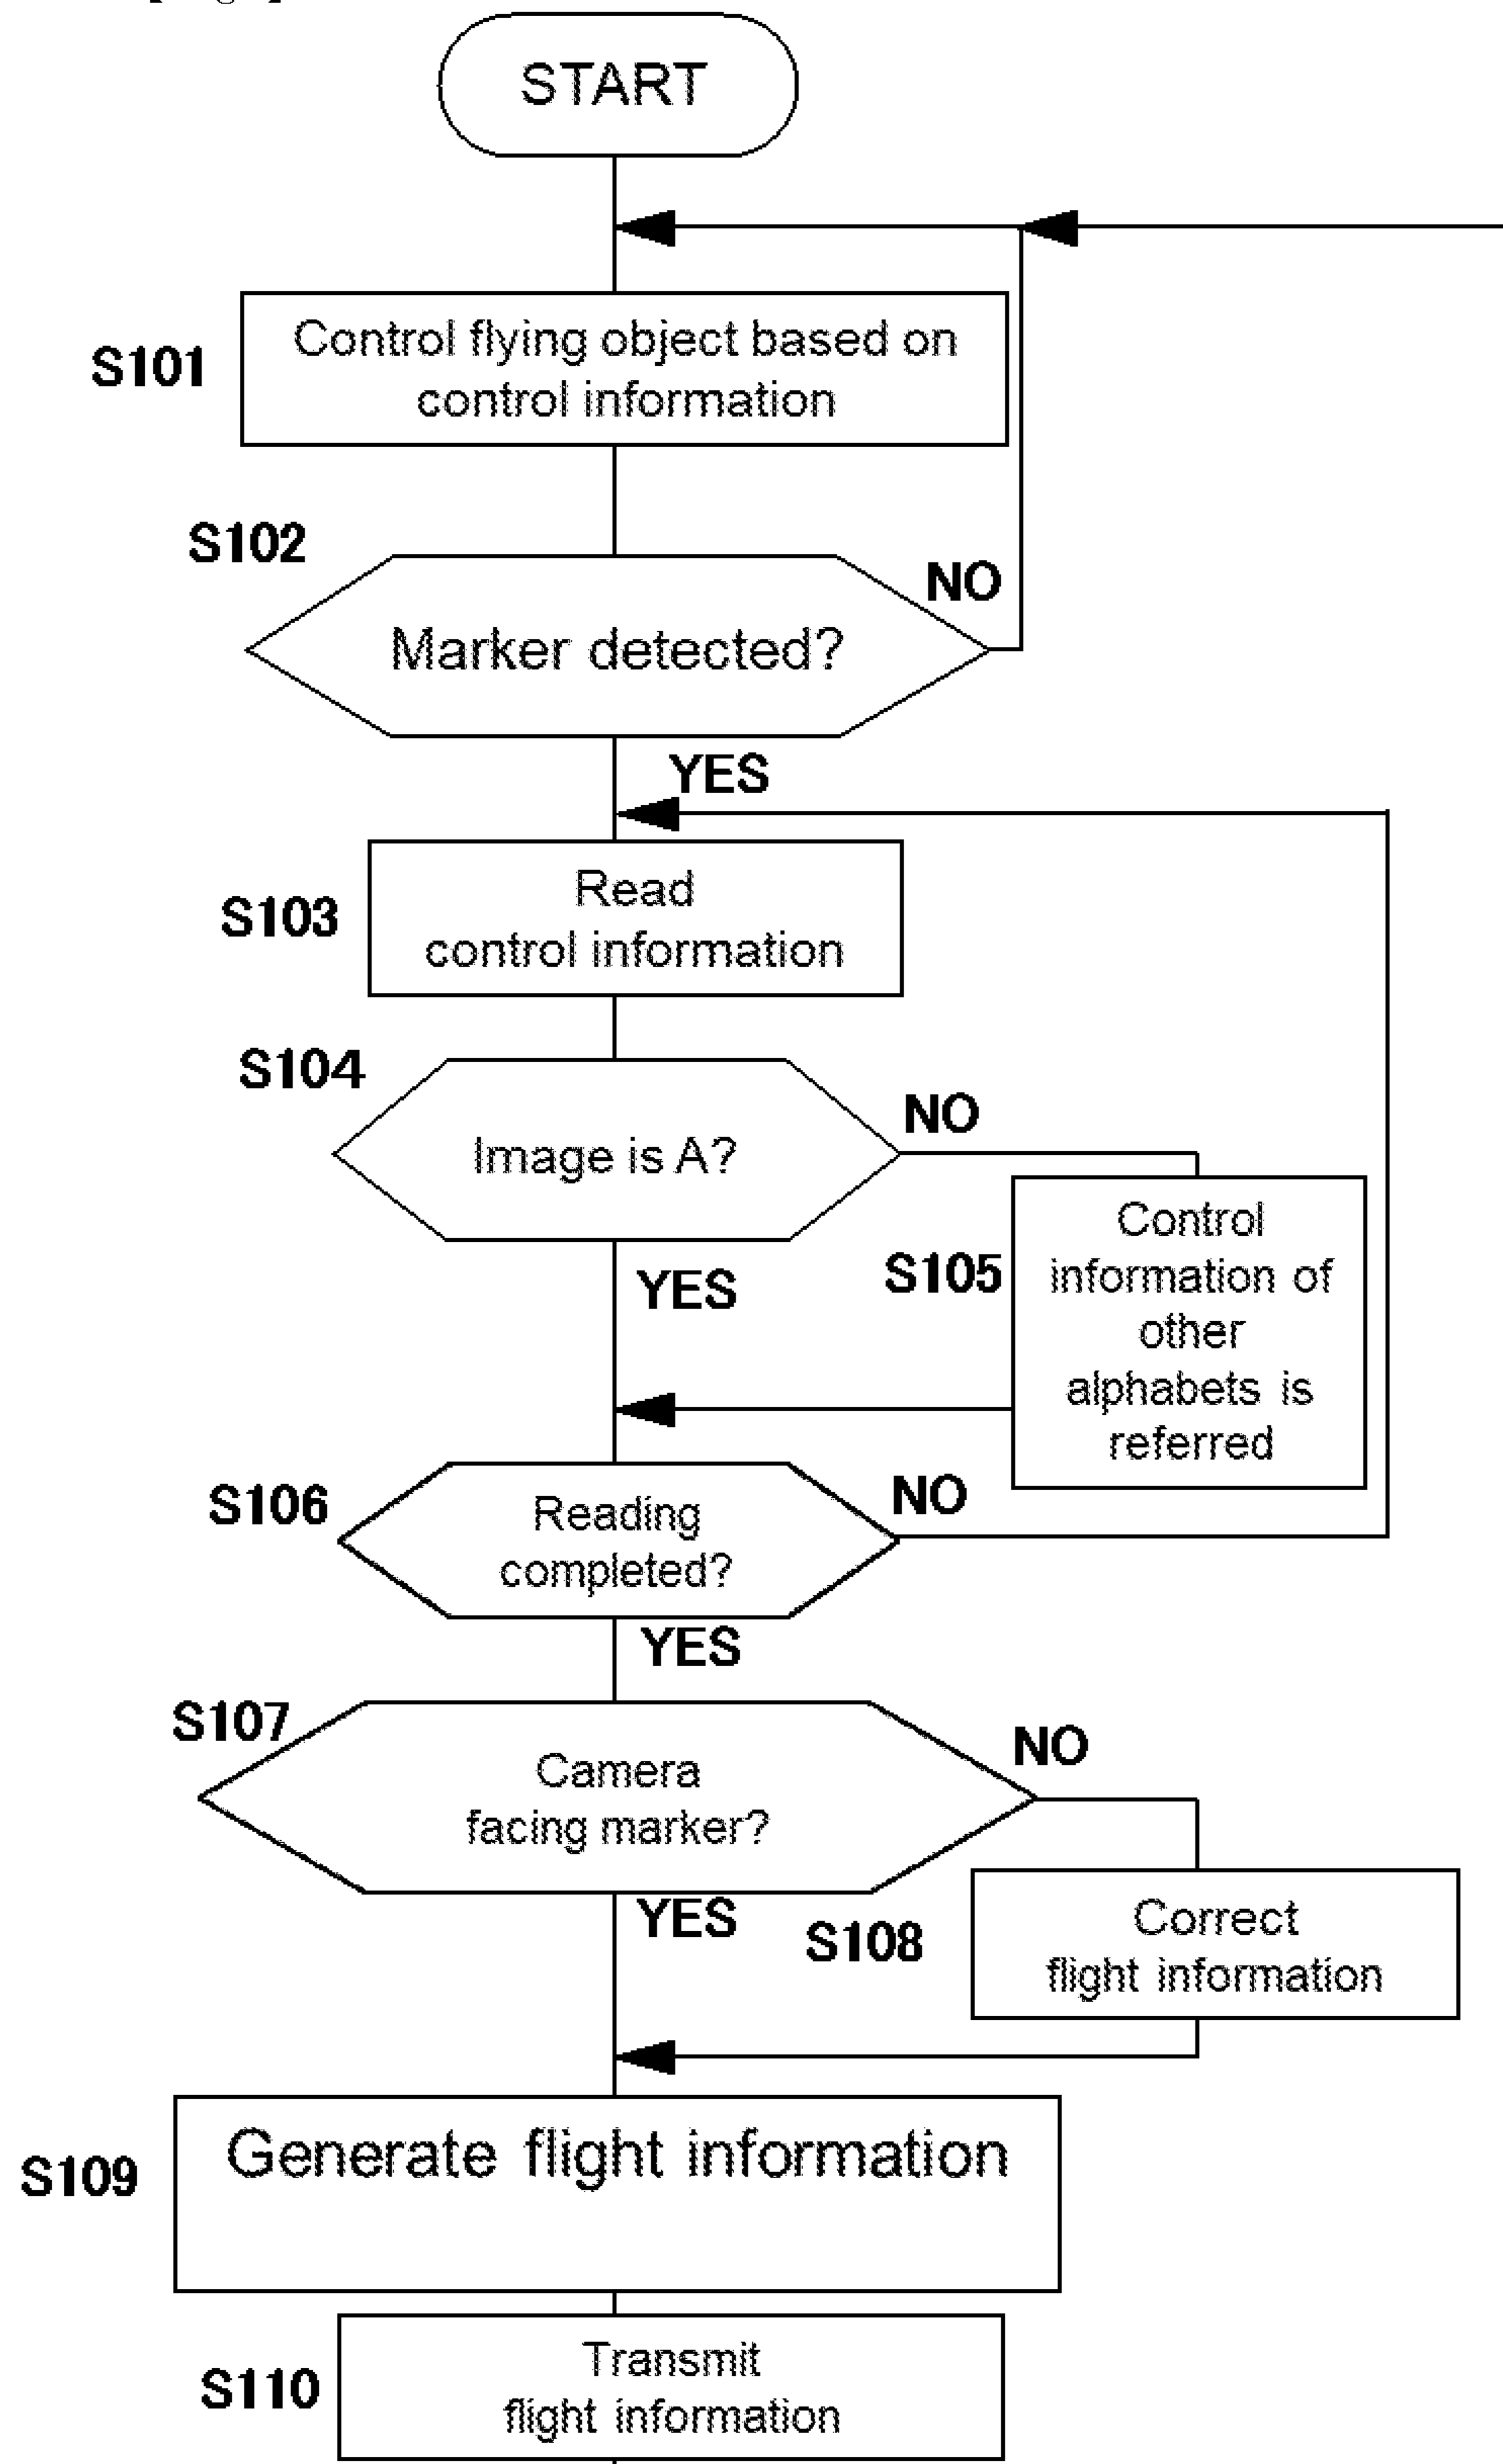 START
S101
Control flying object based on
control information
S102
NO
Marker detected?
YES
S103
Read
control information
S104
NO
Image is A?
YES
S105
Control
information of
other
alphabets is
referred
S106
NO
Reading
completed?
YES
S107
NO
Camera
facing marker?
YES
S108
Correct
flight information
S109
Generate flight information
S110
Transmit
flight information